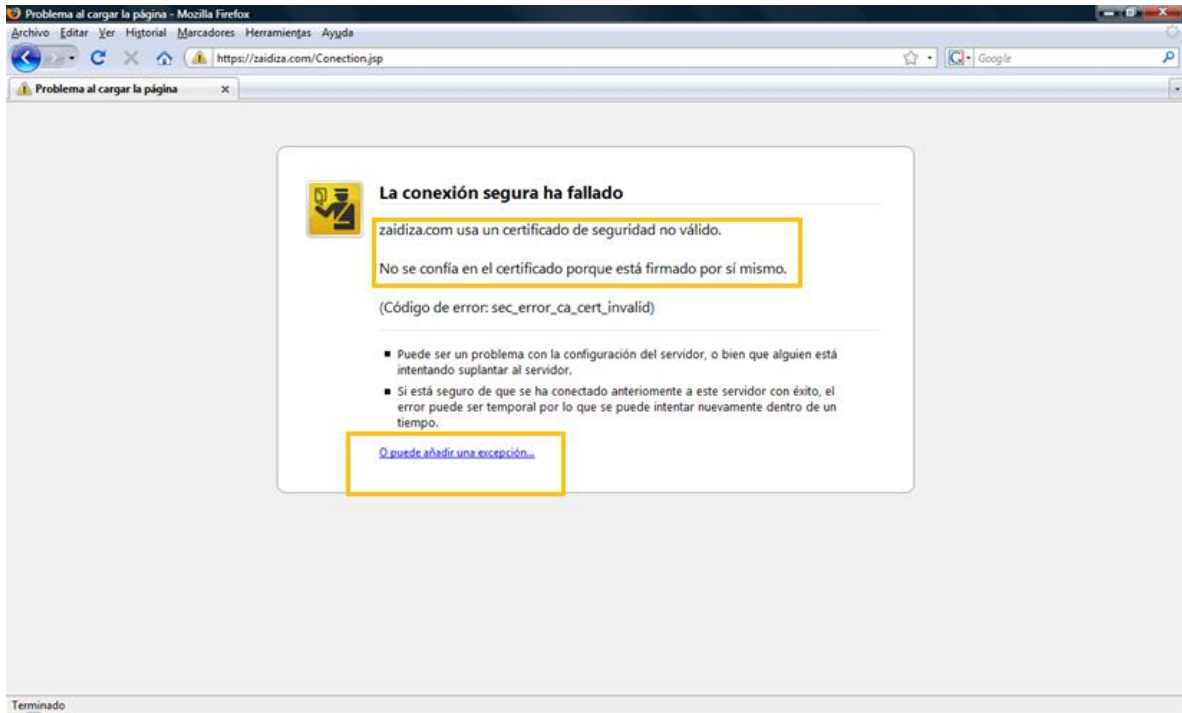 Problema al cargar la página - Mozilla Firefox
Archivo Editar Ver Historial Marcadores Herramientas Ayuda
https://zaidiza.com/Conection.jsp
Google
Problema al cargar la página
La conexión segura ha fallado
zaidiza.com usa un certificado de seguridad no válido.
No se confía en el certificado porque está firmado por sí mismo.
(Código de error: sec_error_ca_cert_invalid)
Puede ser un problema con la configuración del servidor, o bien que alguien está
intentando suplantar al servidor.
Si está seguro de que se ha conectado anteriomente a este servidor con éxito, el
error puede ser temporal por lo que se puede intentar nuevamente dentro de un
tiempo.
O puede añadir una excepción...
Terminado